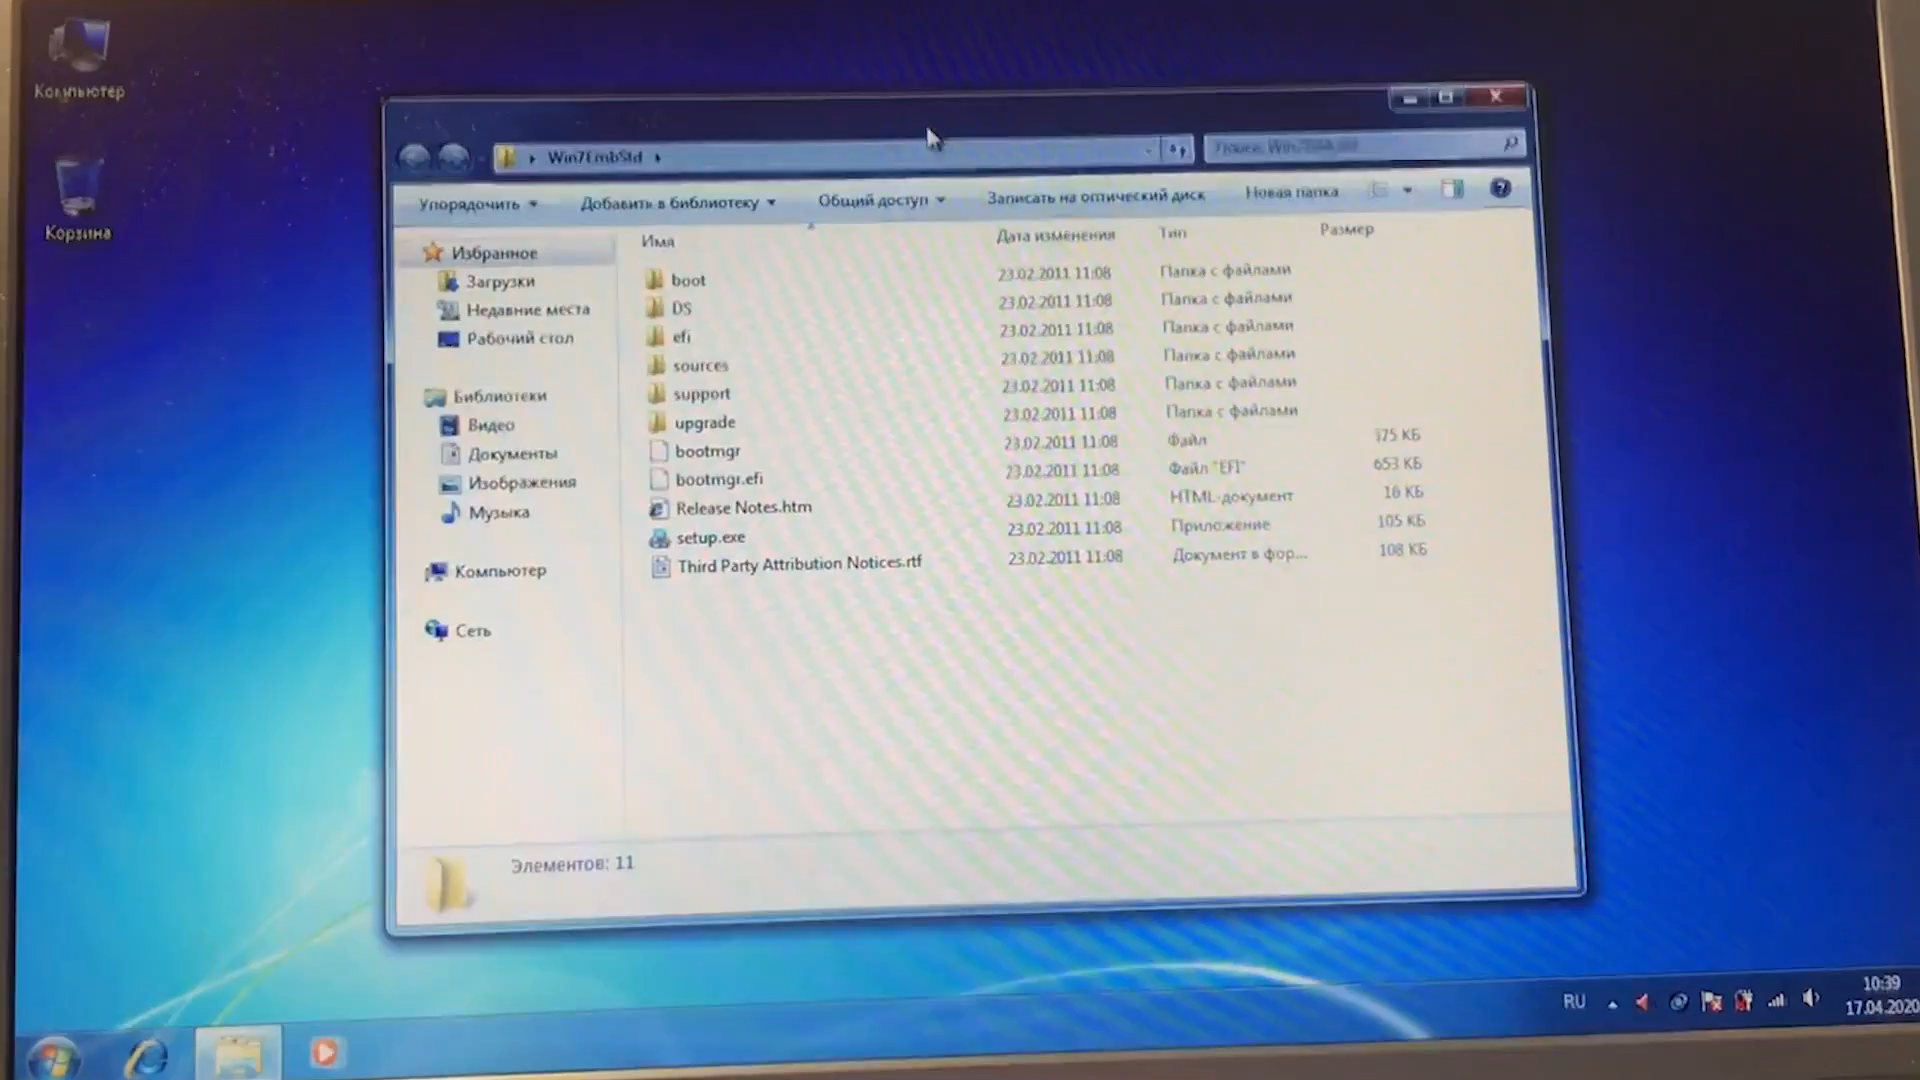 Компьютер
Корзина
Win7EmbStd
Поиск: Win
Упорядочить
Добавить в библиотеку
Общий доступ
Записать на оптический диск
Новая папка
Избранное
Загрузки
Недавние места
Рабочий стол
Библиотеки
Видео
Документы
Изображения
Музыка
Компьютер
Сеть
Имя Дата изменения Тип Размер
boot 23.02.2011 11:08 Папка с файлами
DS 23.02.2011 11:08 Папка с файлами
efi 23.02.2011 11:08 Папка с файлами
sources 23.02.2011 11:08 Папка с файлами
support 23.02.2011 11:08 Папка с файлами
upgrade 23.02.2011 11:08 Папка с файлами
bootmgr 23.02.2011 11:08 Файл 375 КБ
bootmgr.efi 23.02.2011 11:08 Файл "EFI" 653 КБ
Release Notes.htm 23.02.2011 11:08 HTML-документ 16 КБ
setup.exe 23.02.2011 11:08 Приложение 105 КБ
Third Party Attribution Notices.rtf 23.02.2011 11:08 Документ в фор... 108 КБ
Элементов: 11
RU
10:39
17.04.2020